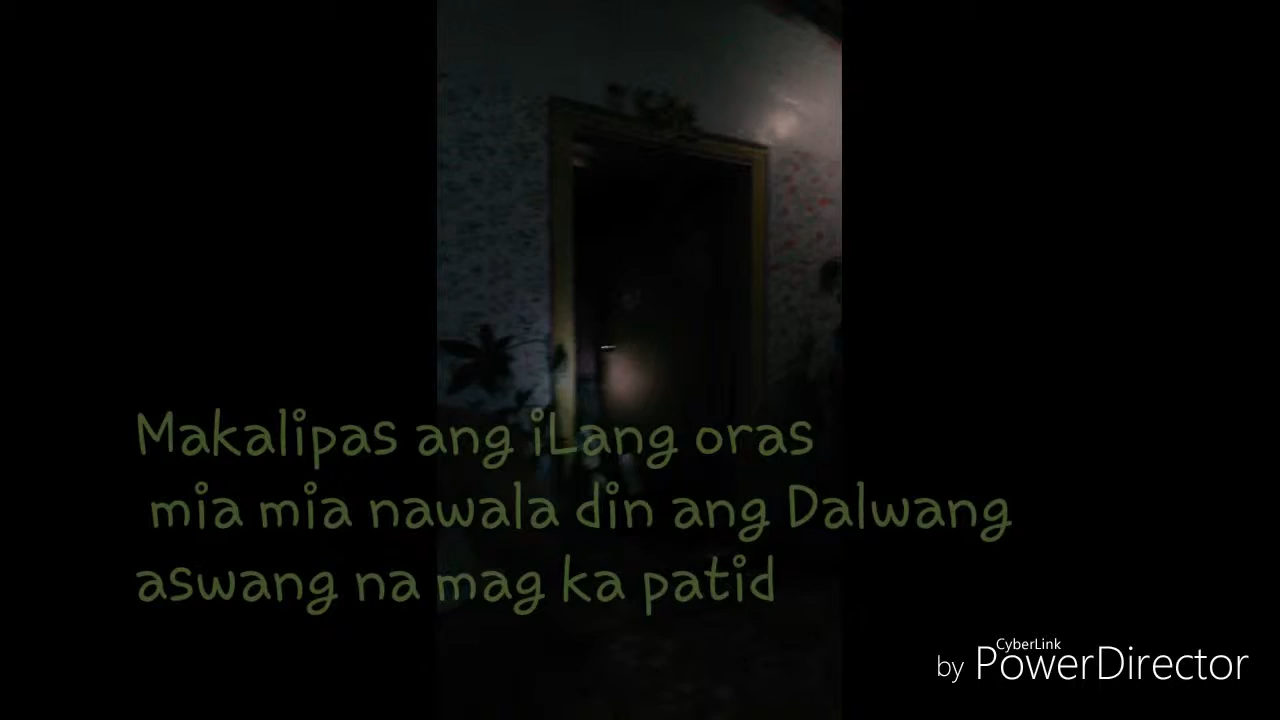 Makalipas ang iLang oras
mia mia nawala din ang Dalwang
aswang na mag ka patid
CyberLink
by PowerDirector